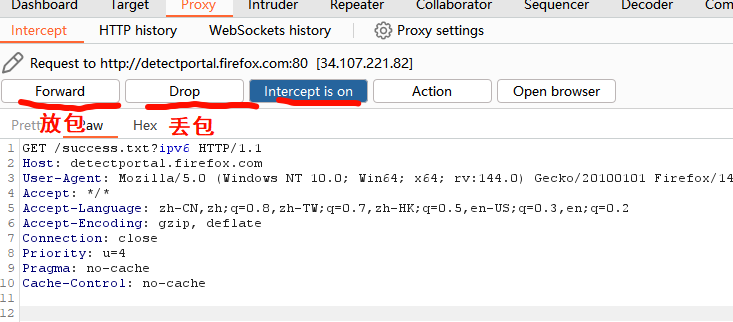 Dashboard Target Proxy Intruder Repeater Collaborator Sequencer Decoder Com
Intercept HTTP history WebSockets history Proxy settings
Request to http://detectportal.firefox.com:80 [34.107.221.82]
Forward Drop Intercept is on Action Open browser
放包 丢包
Pretty Raw Hex
1 GET /success.txt?ipv6 HTTP/1.1
2 Host: detectportal.firefox.com
3 User-Agent: Mozilla/5.0 (Windows NT 10.0; Win64; x64; rv:144.0) Gecko/20100101 Firefox/14
4 Accept: */*
5 Accept-Language: zh-CN,zh;q=0.8,zh-TW;q=0.7,zh-HK;q=0.5,en-US;q=0.3,en;q=0.2
6 Accept-Encoding: gzip, deflate
7 Connection: close
8 Priority: u=4
9 Pragma: no-cache
10 Cache-Control: no-cache
11
12